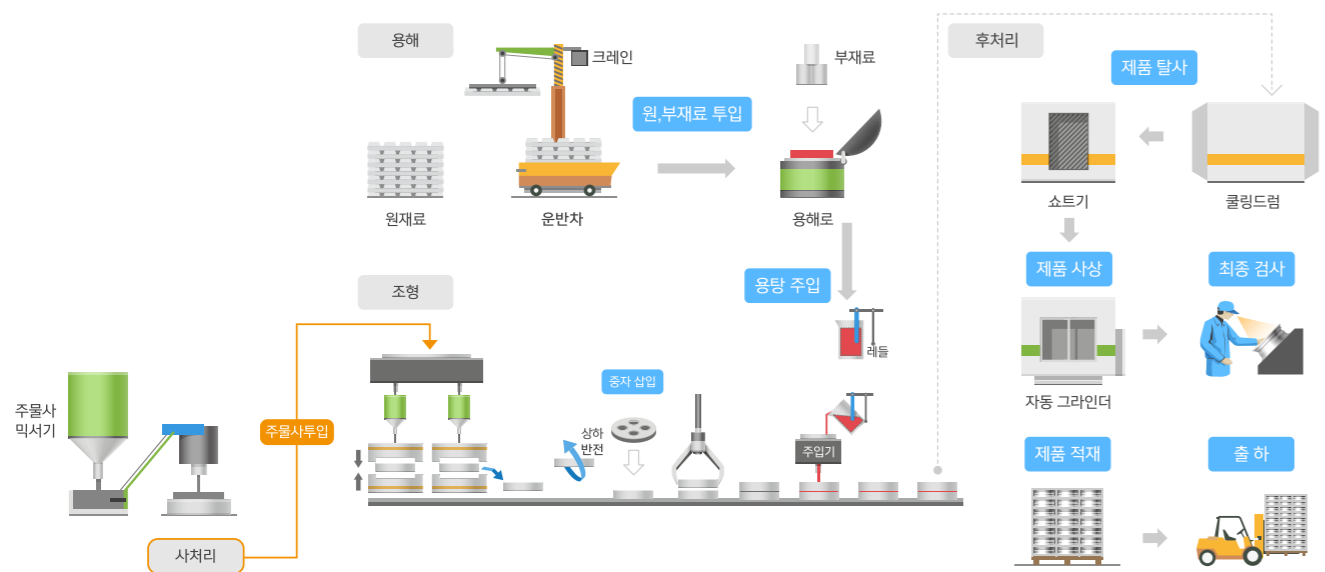 용해
크레인
원재료
운반차
원,부재료 투입
부재료
용해로
용탕 주입
레들
조형
주물사
믹서기
사처리
주물사투입
상하
반전
중자 삽입
주입기
후처리
제품 탈사
쿨링드럼
쇼트기
제품 사상
자동 그라인더
최종 검사
제품 적재
출 하